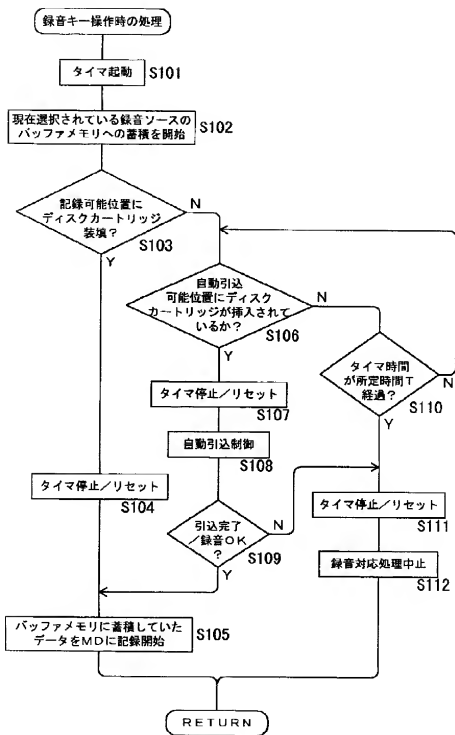 録音キー操作時の処理
タイマ起動
S101
現在選択されている録音ソースの
バッファメモリへの蓄積を開始
S102
記録可能位置に
ディスクカートリッジ
装填？
S103
N
Y
自動引込
可能位置にディスク
カートリッジが挿入されて
いるか？
S106
N
Y
タイマ時間
が所定時間T
経過？
S110
N
Y
タイマ停止／リセット
S107
自動引込制御
S108
タイマ停止／リセット
S104
引込完了
／録音OK
？
S109
N
Y
タイマ停止／リセット
S111
録音対応処理中止
S112
バッファメモリに蓄積していた
データをMDに記録開始
S105
RETURN